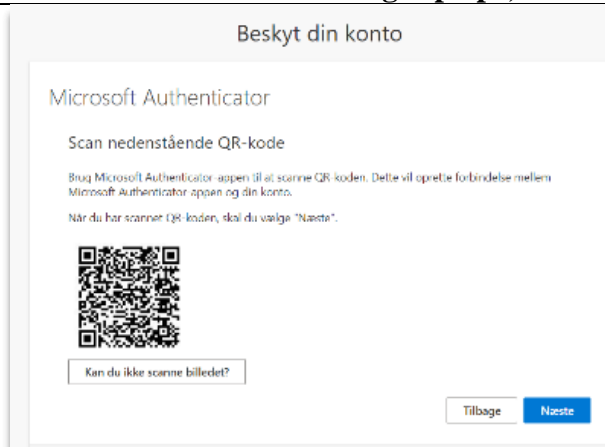 Beskyt din konto
Microsoft Authenticator
Scan nedenstående QR-kode
Brug Microsoft Authenticator-appen til at scanne QR-koden. Dette vil oprette forbindelse mellem
Microsoft Authenticator-appen og din konto.
Når du har scannet QR-koden, skal du vælge "Næste".
Kan du ikke scanne billedet?
Tilbage
Næste